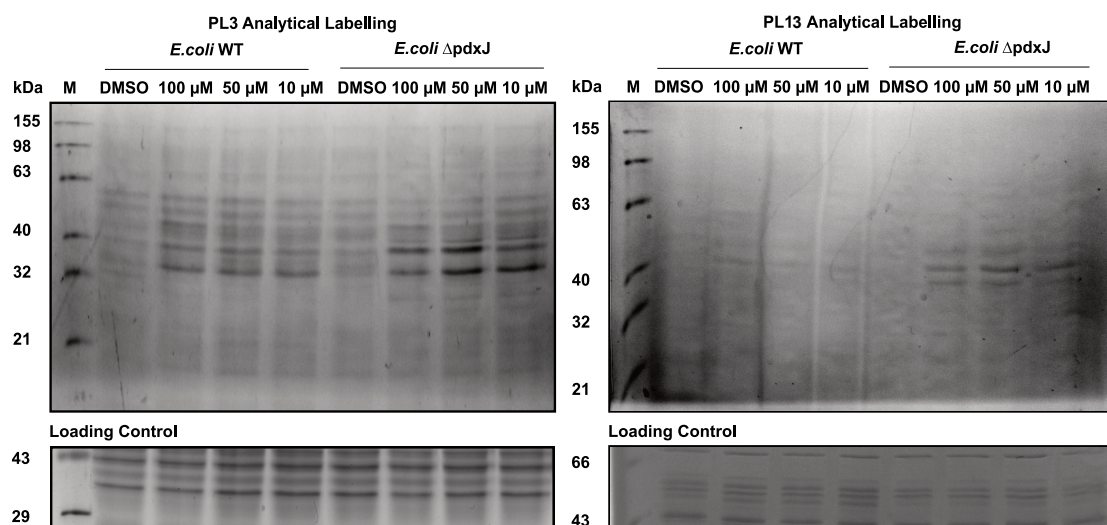 PL3 Analytical Labelling
E.coli WT E.coli ΔpdxJ
kDa M DMSO 100 µM 50 µM 10 µM DMSO 100 µM 50 µM 10 µM
155
98
63
40
32
21
Loading Control
43
29
PL13 Analytical Labelling
E.coli WT E.coli ΔpdxJ
kDa M DMSO 100 µM 50 µM 10 µM DMSO 100 µM 50 µM 10 µM
155
98
63
40
32
21
Loading Control
66
43